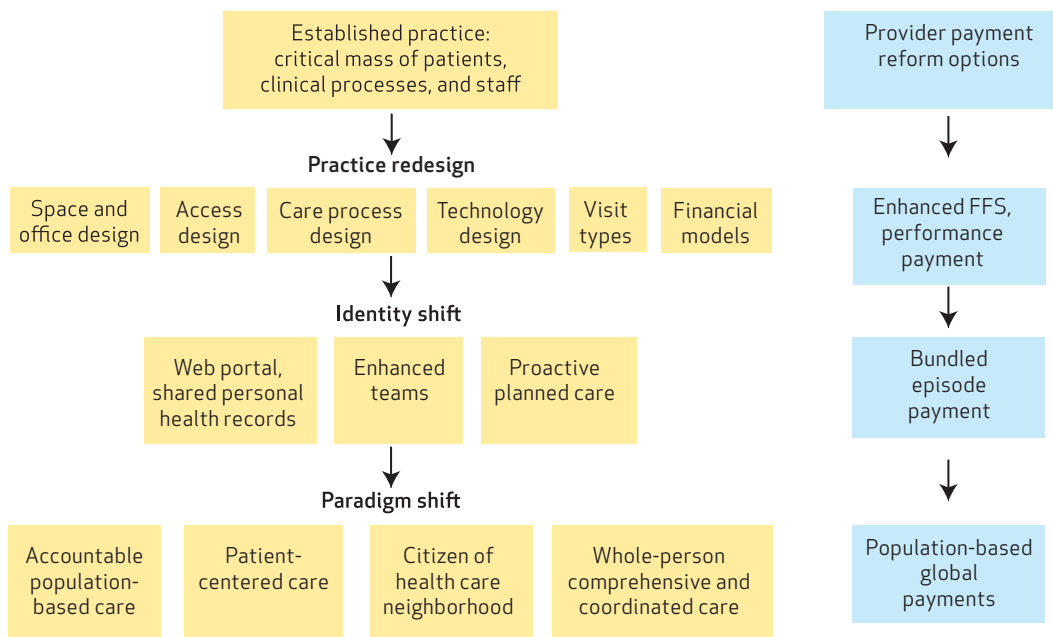 Established practice:
critical mass of patients,
clinical processes, and staff
Provider payment
reform options
Practice redesign
Space and
office design
Access
design
Care process
design
Technology
design
Visit
types
Financial
models
Enhanced FFS,
performance
payment
Identity shift
Web portal,
shared personal
health records
Enhanced
teams
Proactive
planned care
Bundled
episode
payment
Paradigm shift
Accountable
population-
based care
Patient-
centered care
Citizen of
health care
neighborhood
Whole-person
comprehensive and
coordinated care
Population-based
global
payments